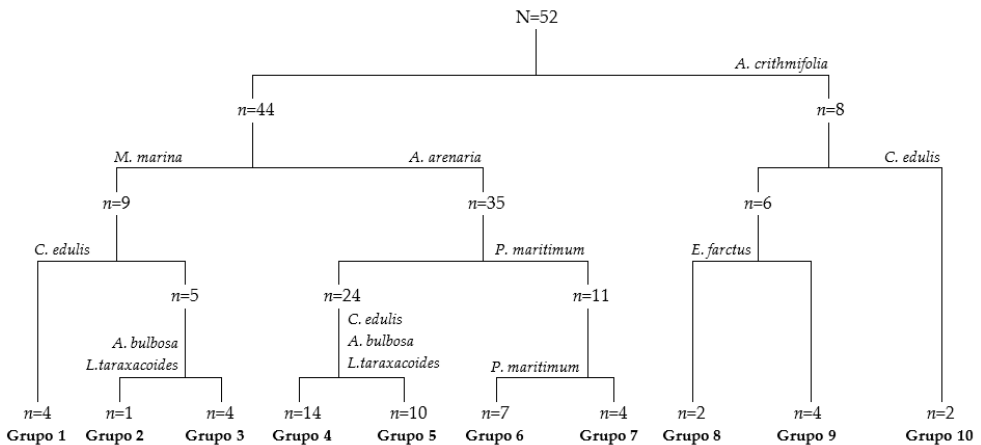 N=52
A. crithmifolia
n=44 n=8
M. marina A. arenaria C. edulis
n=9 n=35 n=6
C. edulis P. maritimum E. farctus
n=5 n=24 n=11
C. edulis
A. bulbosa A. bulbosa
L.taraxacoides L.taraxacoides P. maritimum
n=4 n=1 n=4 n=14 n=10 n=7 n=4 n=2 n=4 n=2
Grupo 1 Grupo 2 Grupo 3 Grupo 4 Grupo 5 Grupo 6 Grupo 7 Grupo 8 Grupo 9 Grupo 10